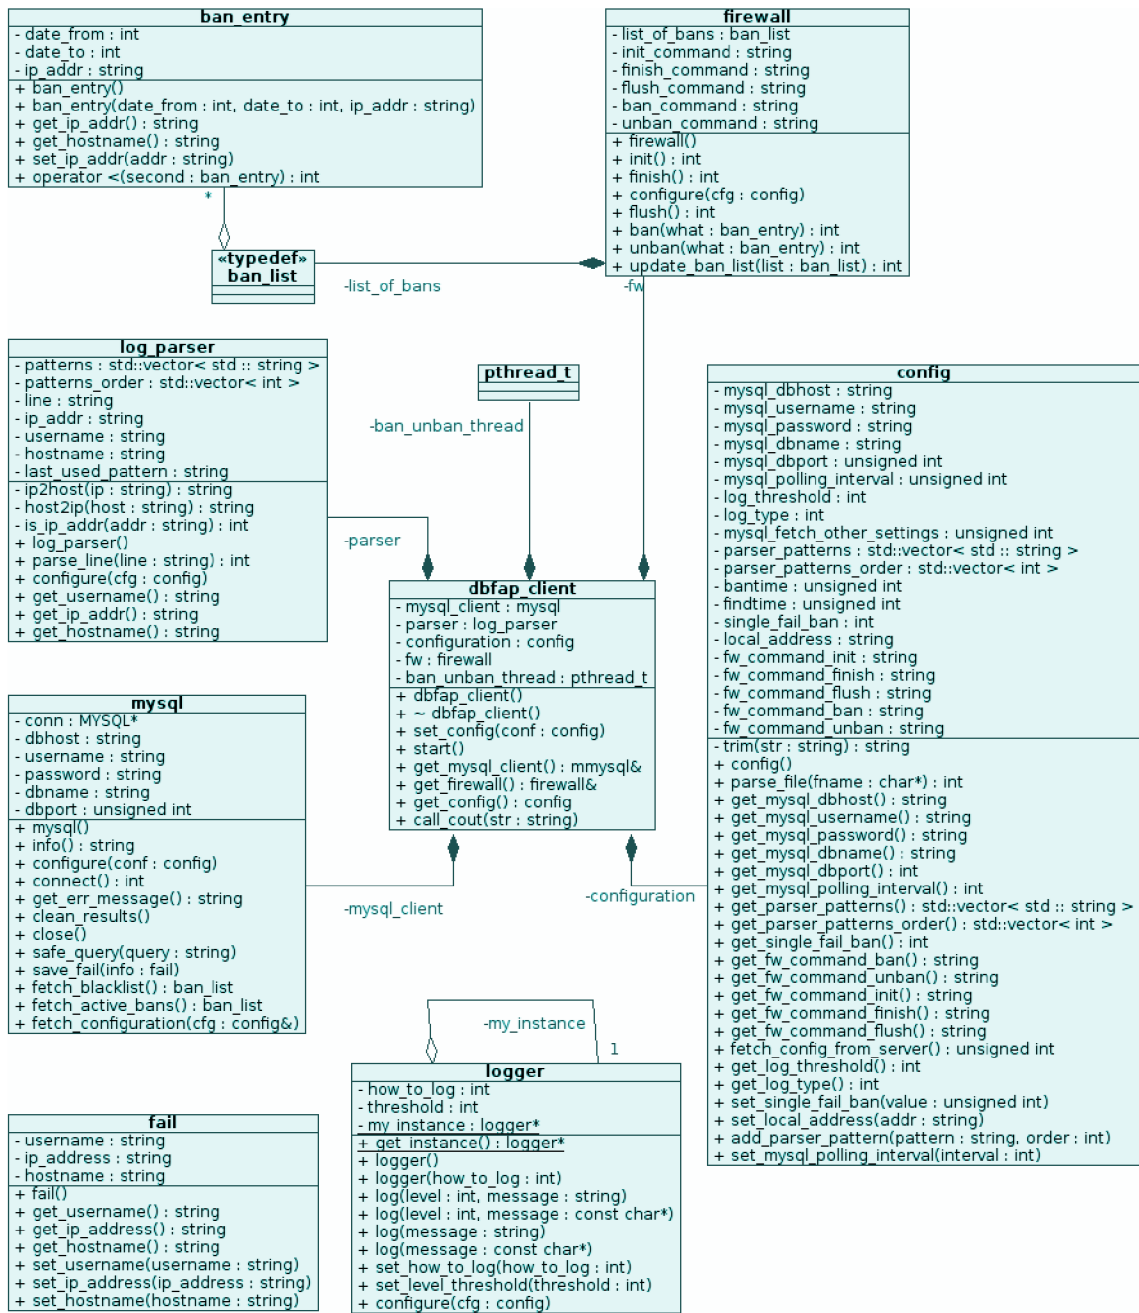 ban_entry
- date_from : int
- date_to : int
- ip_addr : string
+ ban_entry()
+ ban_entry(date_from : int, date_to : int, ip_addr : string)
+ get_ip_addr() : string
+ get_hostname() : string
+ set_ip_addr(addr : string)
+ operator <(second : ban_entry) : int
*
«typedef»
ban_list
-list_of_bans
firewall
- list_of_bans : ban_list
- init_command : string
- finish_command : string
- flush_command : string
- ban_command : string
- unban_command : string
+ firewall()
+ init() : int
+ finish() : int
+ configure(cfg : config)
+ flush() : int
+ ban(what : ban_entry) : int
+ unban(what : ban_entry) : int
+ update_ban_list(list : ban_list) : int
-fw
log_parser
- patterns : std::vector< std :: string >
- patterns_order : std::vector< int >
- line : string
- ip_addr : string
- username : string
- hostname : string
- last_used_pattern : string
- ip2host(ip : string) : string
- host2ip(host : string) : string
- is_ip_addr(addr : string) : int
+ log_parser()
+ parse_line(line : string) : int
+ configure(cfg : config)
+ get_username() : string
+ get_ip_addr() : string
+ get_hostname() : string
-parser
pthread_t
-ban_unban_thread
dbfap_client
- mysql_client : mysql
- parser : log_parser
- configuration : config
- fw : firewall
- ban_unban_thread : pthread_t
+ dbfap_client()
+ ~ dbfap_client()
+ set_config(conf : config)
+ start()
+ get_mysql_client() : mmysql&
+ get_firewall() : firewall&
+ get_config() : config
+ call_cout(str : string)
config
- mysql_dbhost : string
- mysql_username : string
- mysql_password : string
- mysql_dbname : string
- mysql_dbport : unsigned int
- mysql_polling_interval : unsigned int
- log_threshold : int
- log_type : int
- mysql_fetch_other_settings : unsigned int
- parser_patterns : std::vector< std :: string >
- parser_patterns_order : std::vector< int >
- bantime : unsigned int
- findtime : unsigned int
- single_fail_ban : int
- local_address : string
- fw_command_init : string
- fw_command_finish : string
- fw_command_flush : string
- fw_command_ban : string
- fw_command_unban : string
- trim(str : string) : string
+ config()
+ parse_file(fname : char*) : int
+ get_mysql_dbhost() : string
+ get_mysql_username() : string
+ get_mysql_password() : string
+ get_mysql_dbname() : string
+ get_mysql_dbport() : int
+ get_mysql_polling_interval() : int
+ get_parser_patterns() : std::vector< std :: string >
+ get_parser_patterns_order() : std::vector< int >
+ get_single_fail_ban() : int
+ get_fw_command_ban() : string
+ get_fw_command_unban() : string
+ get_fw_command_init() : string
+ get_fw_command_finish() : string
+ get_fw_command_flush() : string
+ fetch_config_from_server() : unsigned int
+ get_log_threshold() : int
+ get_log_type() : int
+ set_single_fail_ban(value : unsigned int)
+ set_local_address(addr : string)
+ add_parser_pattern(pattern : string, order : int)
+ set_mysql_polling_interval(interval : int)
mysql
- conn : MYSQL*
- dbhost : string
- username : string
- password : string
- dbname : string
- dbport : unsigned int
+ mysql()
+ info() : string
+ configure(conf : config)
+ connect() : int
+ get_err_message() : string
+ clean_results()
+ close()
+ safe_query(query : string)
+ save_fail(info : fail)
+ fetch_blacklist() : ban_list
+ fetch_active_bans() : ban_list
+ fetch_configuration(cfg : config&)
-mysql_client
-configuration
-my_instance
1
logger
- how_to_log : int
- threshold : int
- my_instance : logger*
+ get_instance() : logger*
+ logger()
+ logger(how_to_log : int)
+ log(level : int, message : string)
+ log(level : int, message : const char*)
+ log(message : string)
+ log(message : const char*)
+ set_how_to_log(how_to_log : int)
+ set_level_threshold(threshold : int)
+ configure(cfg : config)
fail
- username : string
- ip_address : string
- hostname : string
+ fail()
+ get_username() : string
+ get_ip_address() : string
+ get_hostname() : string
+ set_username(username : string)
+ set_ip_address(ip_address : string)
+ set_hostname(hostname : string)